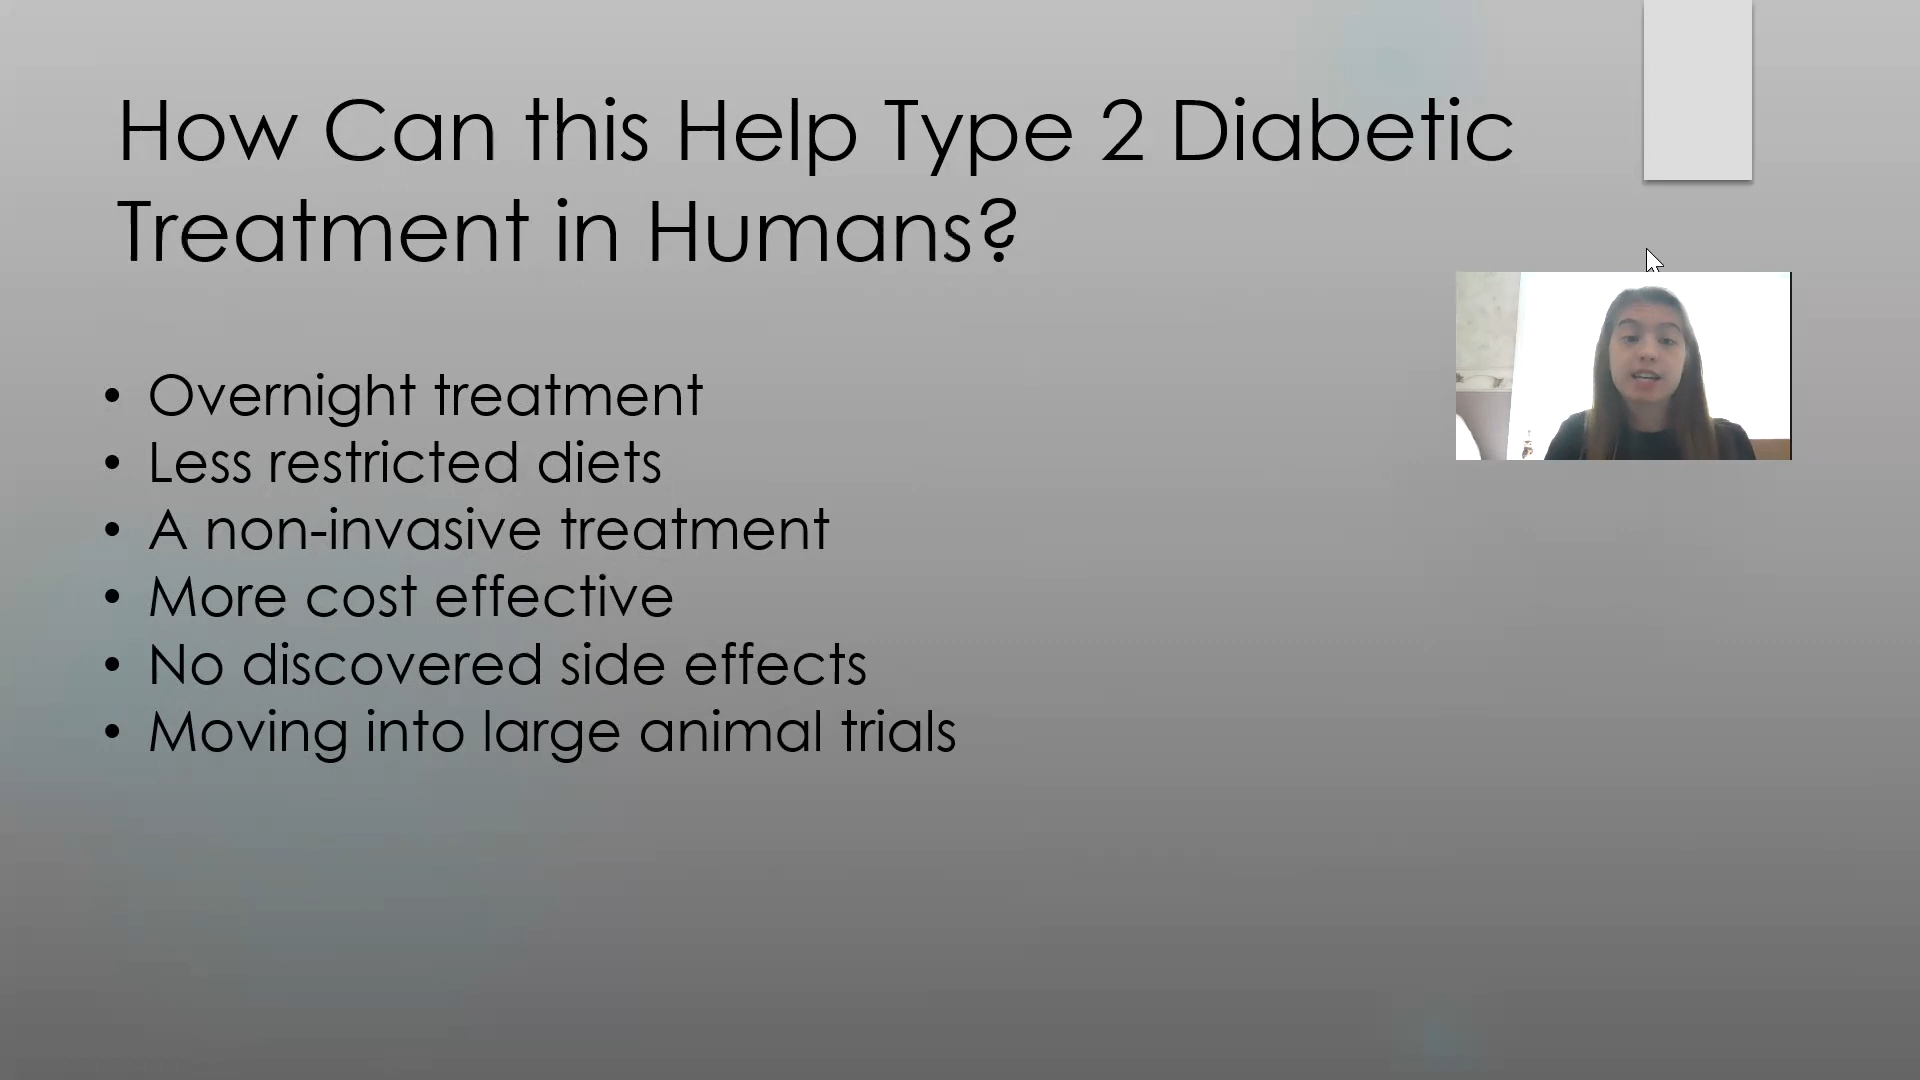 How Can this Help Type 2 Diabetic
Treatment in Humans?
• Overnight treatment
• Less restricted diets
• A non-invasive treatment
• More cost effective
• No discovered side effects
• Moving into large animal trials